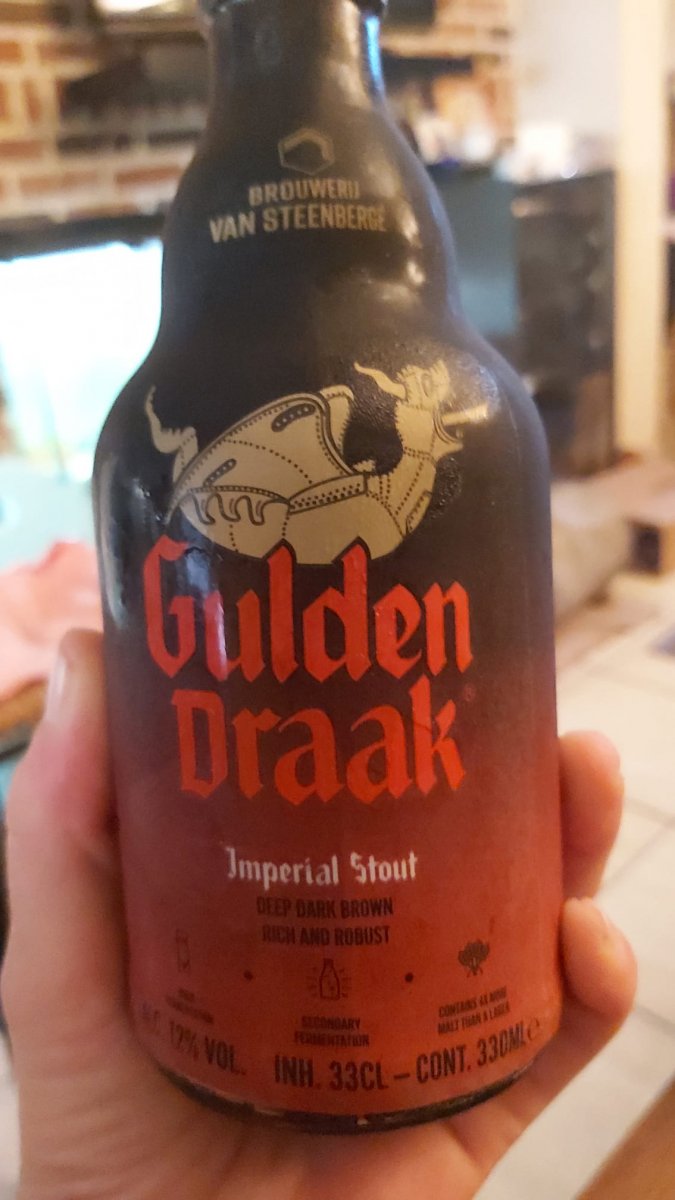 BROUWERIJ
VAN STEENBERGE
Gulden
Draak
Imperial Stout
DEEP DARK BROWN
RICH AND ROBUST
SECONDARY
FERMENTATION
CONTAINS 4X MORE
MALT THAN A LAGER
12% VOL.
INH. 33CL – CONT. 330ML e